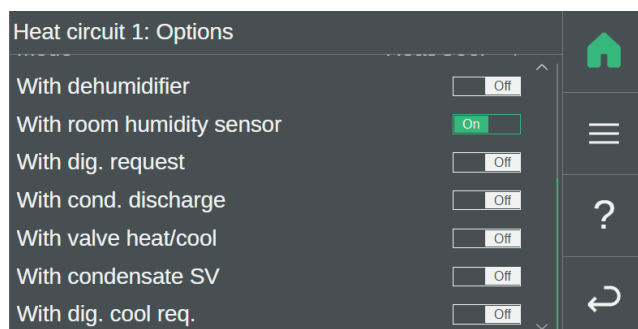 Heat circuit 1: Options
With dehumidifier Off
With room humidity sensor On
With dig. request Off
With cond. discharge Off
With valve heat/cool Off
With condensate SV Off
With dig. cool req. Off
?